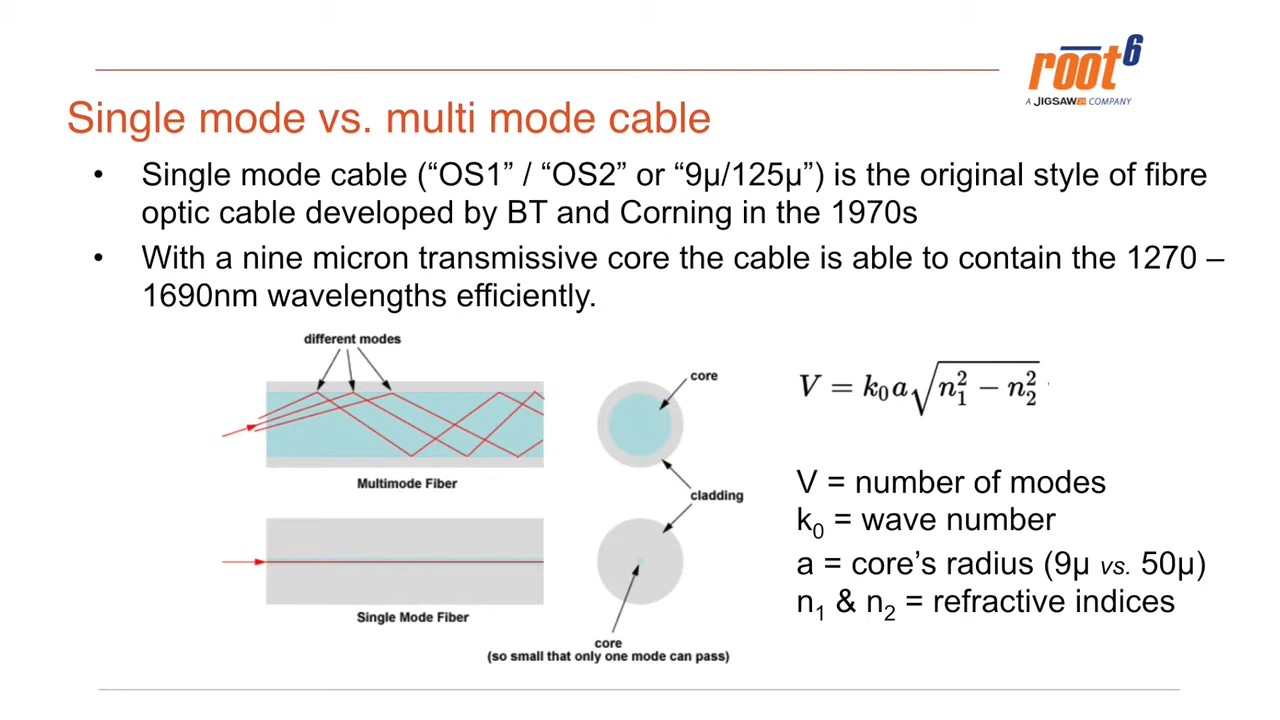 root6
A JIGSAW24 COMPANY
Single mode vs. multi mode cable
• Single mode cable (“OS1” / “OS2” or “9µ/125µ”) is the original style of fibre
optic cable developed by BT and Corning in the 1970s
• With a nine micron transmissive core the cable is able to contain the 1270 –
1690nm wavelengths efficiently.
different modes
core
Multimode Fiber
cladding
Single Mode Fiber
core
(so small that only one mode can pass)
V = k₀a√(n₁² − n₂²)
V = number of modes
k₀ = wave number
a = core’s radius (9µ vs. 50µ)
n₁ & n₂ = refractive indices